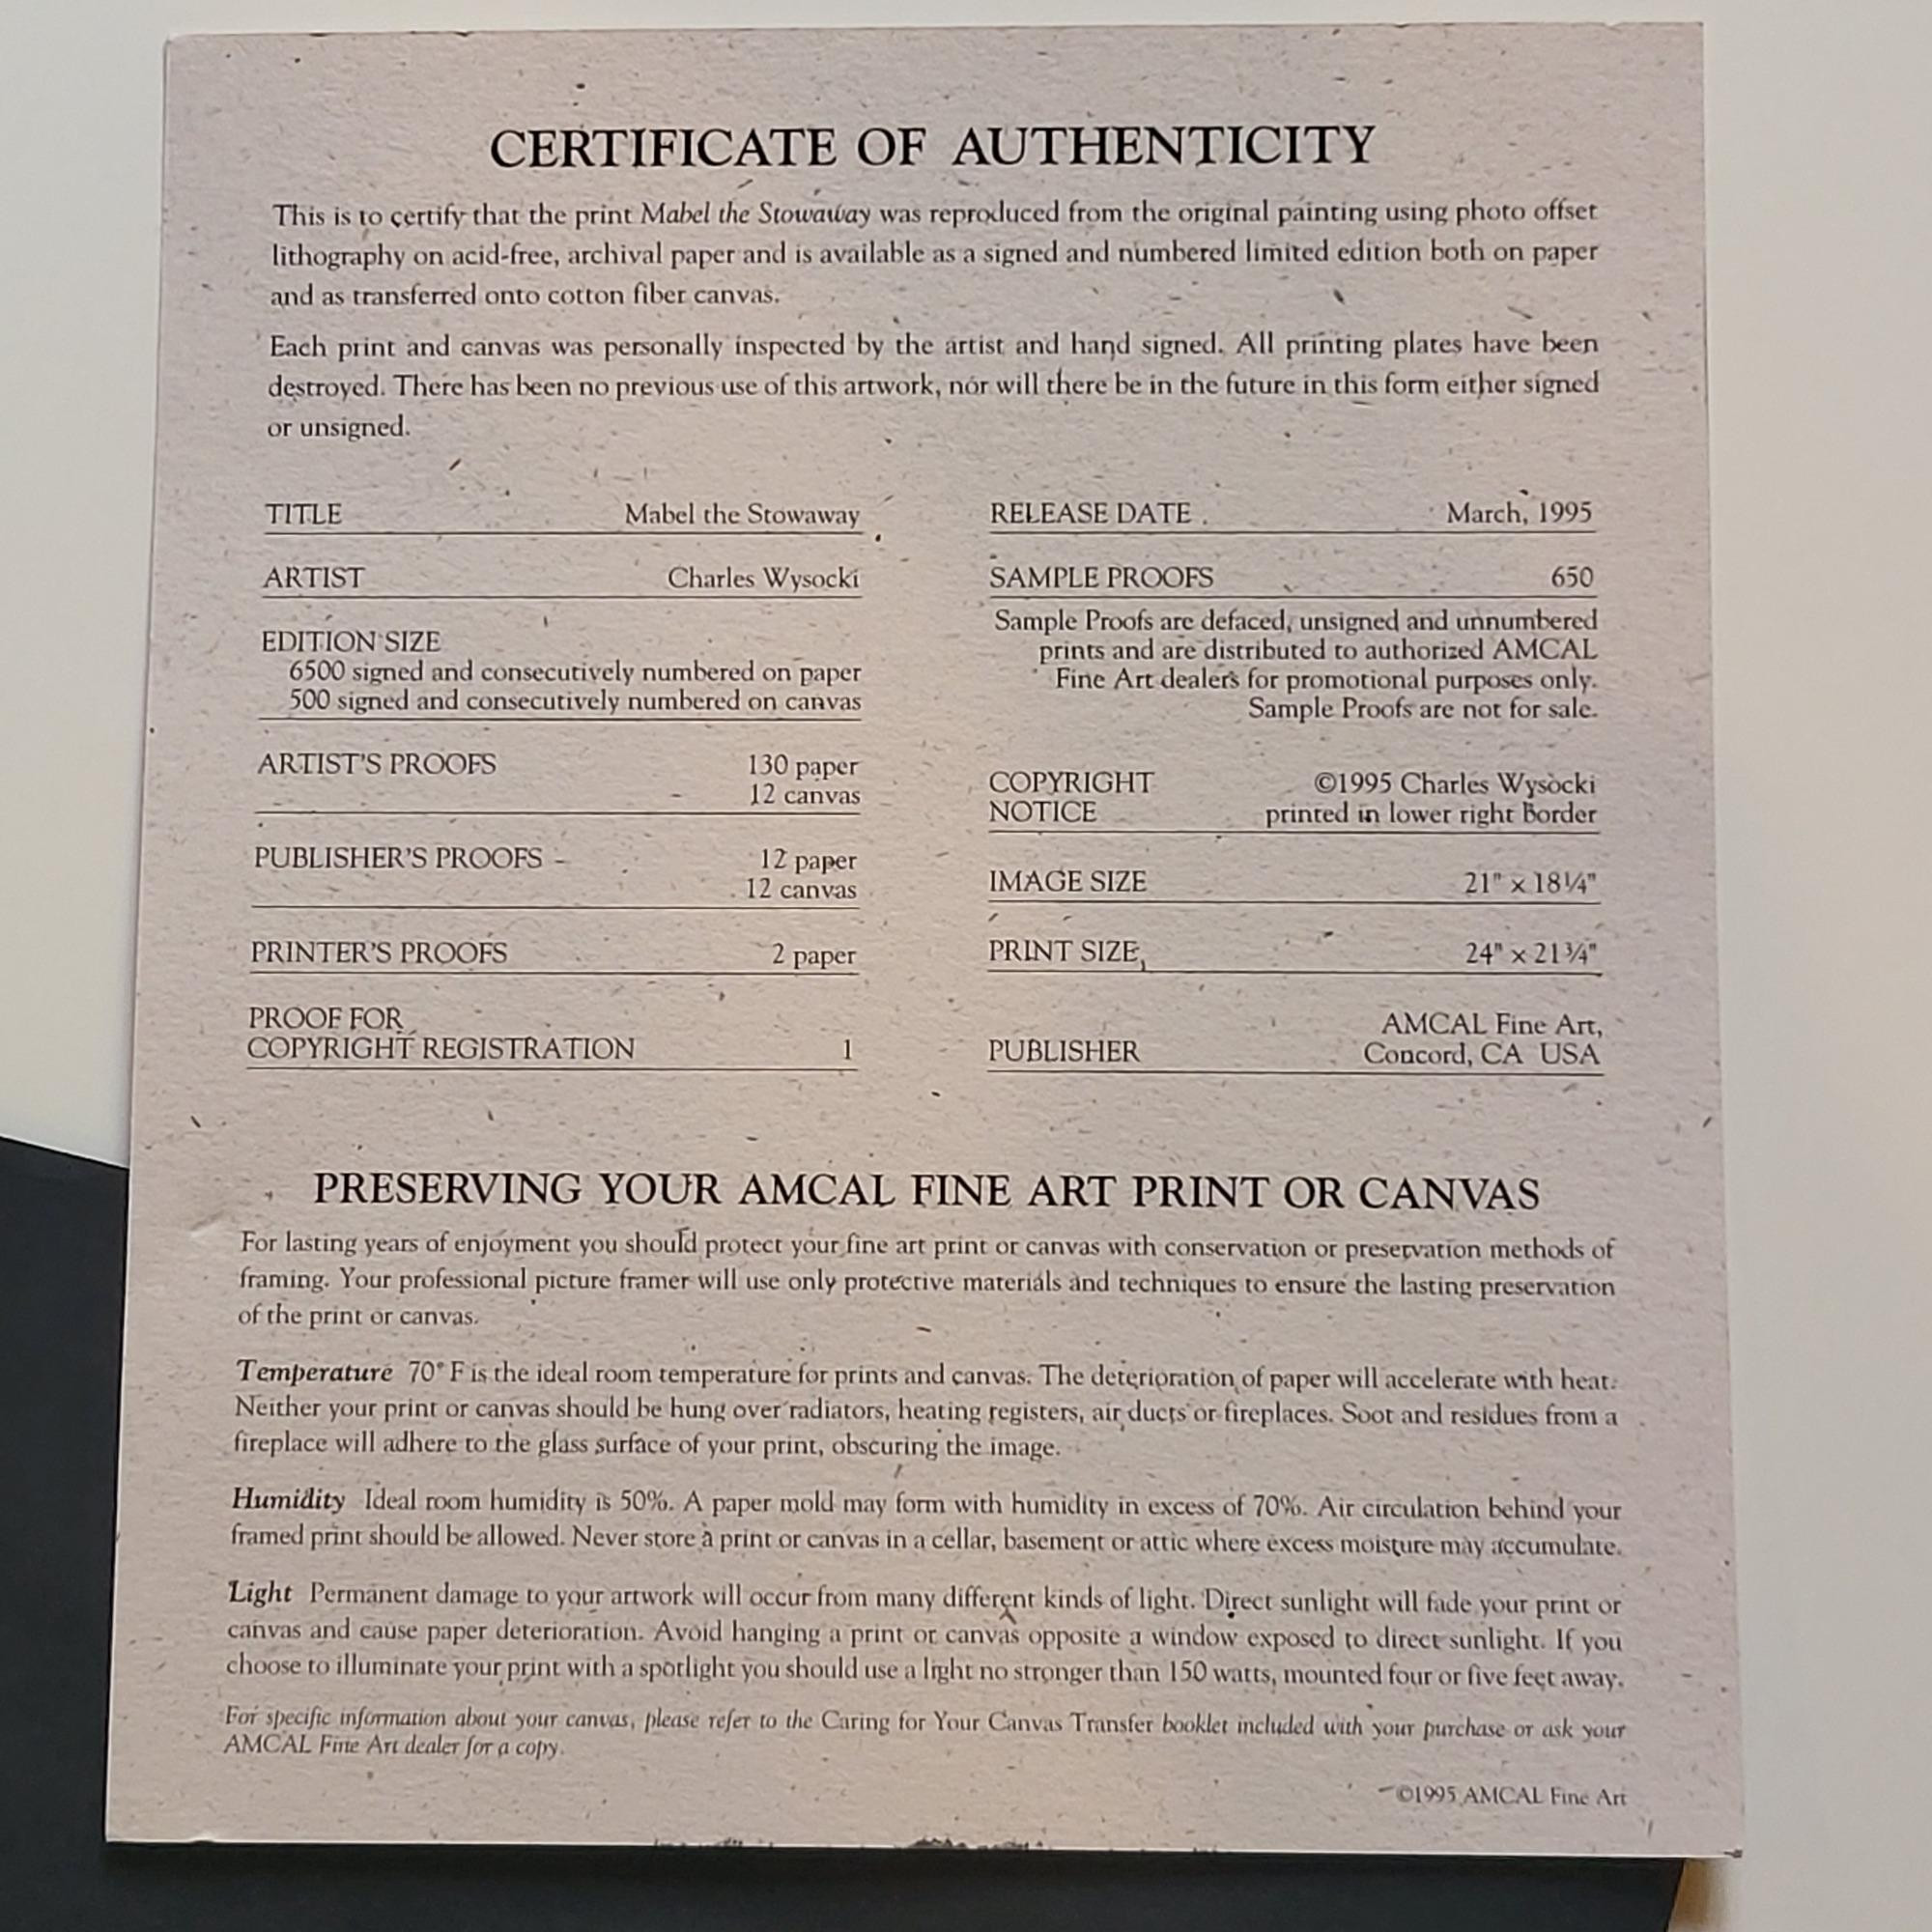 CERTIFICATE OF AUTHENTICITY
This is to certify that the print Mabel the Stowaway was reproduced from the original painting using photo offset
lithography on acid-free, archival paper and is available as a signed and numbered limited edition both on paper
and as transferred onto cotton fiber canvas.
Each print and canvas was personally inspected by the artist and hand signed. All printing plates have been
destroyed. There has been no previous use of this artwork, nor will there be in the future in this form either signed
or unsigned.
TITLE Mabel the Stowaway
ARTIST Charles Wysocki
EDITION SIZE
6500 signed and consecutively numbered on paper
500 signed and consecutively numbered on canvas
ARTIST'S PROOFS 130 paper
12 canvas
PUBLISHER'S PROOFS 12 paper
12 canvas
PRINTER'S PROOFS 2 paper
PROOF FOR
COPYRIGHT REGISTRATION 1
RELEASE DATE March, 1995
SAMPLE PROOFS 650
Sample Proofs are defaced, unsigned and unnumbered
prints and are distributed to authorized AMCAL
Fine Art dealers for promotional purposes only.
Sample Proofs are not for sale.
COPYRIGHT ©1995 Charles Wysocki
NOTICE printed in lower right Border
IMAGE SIZE 21" x 18¼"
PRINT SIZE 24" x 21¾"
AMCAL Fine Art,
PUBLISHER Concord, CA USA
PRESERVING YOUR AMCAL FINE ART PRINT OR CANVAS
For lasting years of enjoyment you should protect your fine art print or canvas with conservation or preservation methods of
framing. Your professional picture framer will use only protective materials and techniques to ensure the lasting preservation
of the print or canvas.
Temperature 70° F is the ideal room temperature for prints and canvas. The deterioration of paper will accelerate with heat.
Neither your print or canvas should be hung over radiators, heating registers, air ducts or fireplaces. Soot and residues from a
fireplace will adhere to the glass surface of your print, obscuring the image.
Humidity Ideal room humidity is 50%. A paper mold may form with humidity in excess of 70%. Air circulation behind your
framed print should be allowed. Never store a print or canvas in a cellar, basement or attic where excess moisture may accumulate.
Light Permanent damage to your artwork will occur from many different kinds of light. Direct sunlight will fade your print or
canvas and cause paper deterioration. Avoid hanging a print or canvas opposite a window exposed to direct sunlight. If you
choose to illuminate your print with a spotlight you should use a light no stronger than 150 watts, mounted four or five feet away.
For specific information about your canvas, please refer to the Caring for Your Canvas Transfer booklet included with your purchase or ask your
AMCAL Fine Art dealer for a copy.
©1995 AMCAL Fine Art